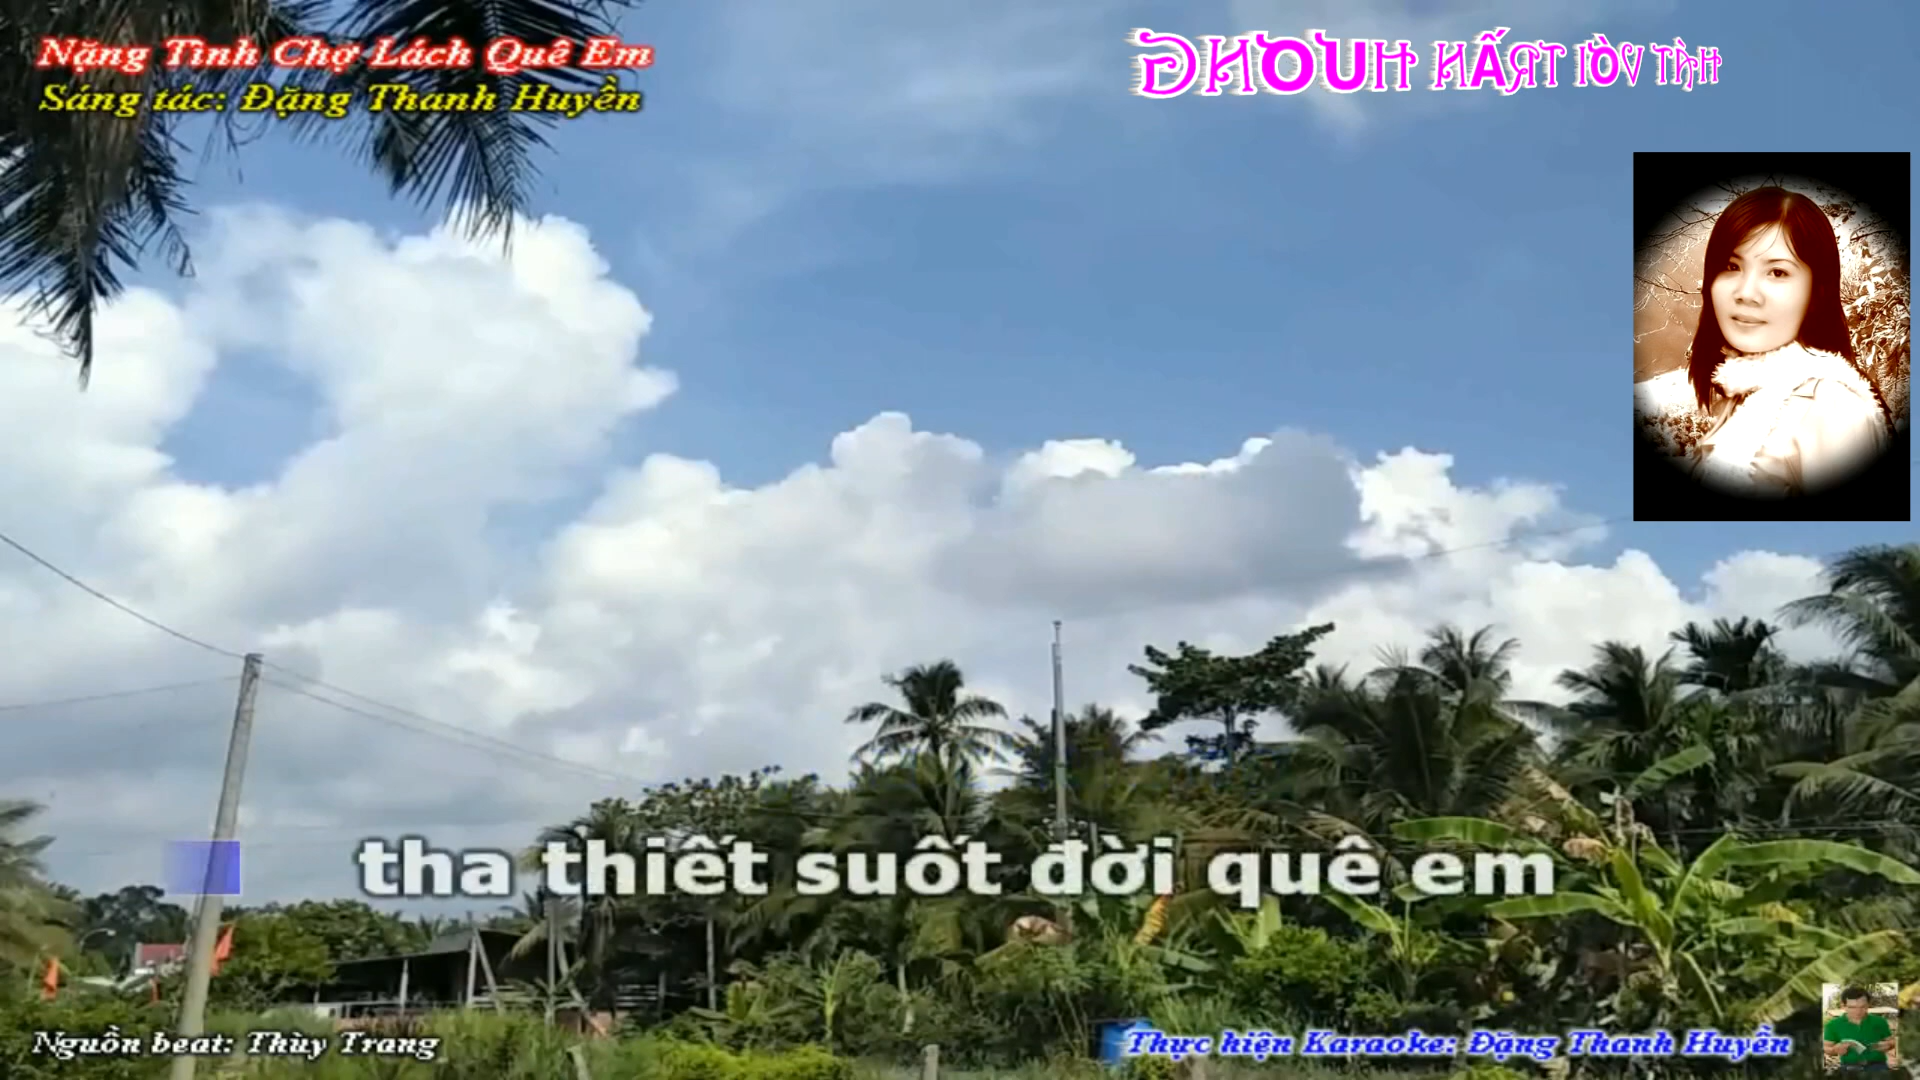 Nặng Tình Chợ Lách Quê Em
Sáng tác: Đặng Thanh Huyền
tha thiết suốt đời quê em
Nguồn beat: Thùy Trang
Thực hiện Karaoke: Đặng Thanh Huyền